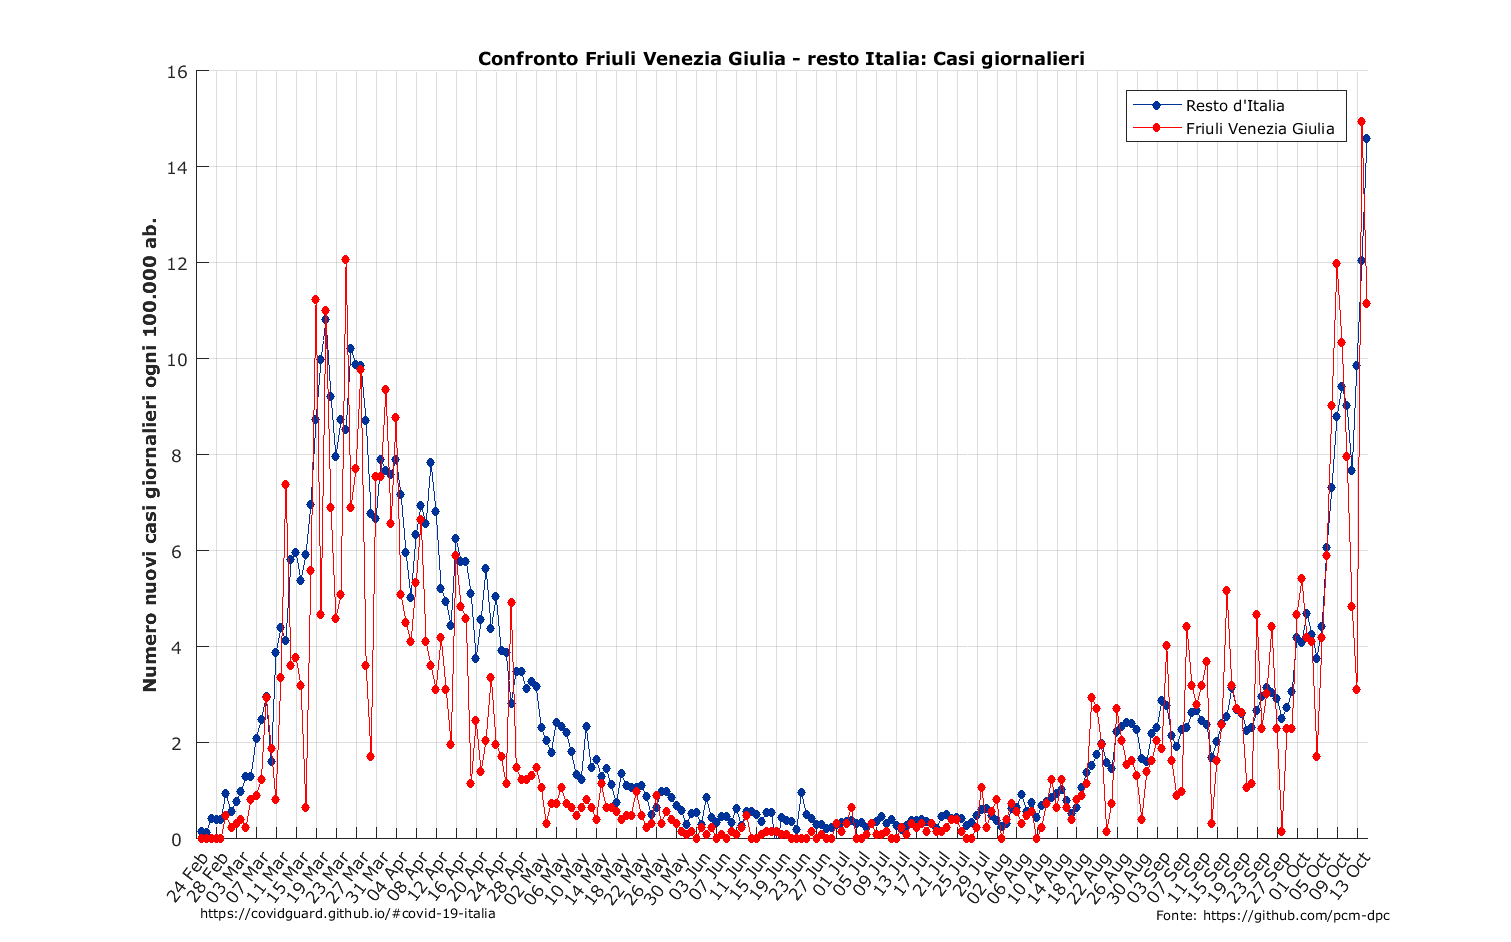 Confronto Friuli Venezia Giulia - resto Italia: Casi giornalieri
Numero nuovi casi giornalieri ogni 100.000 ab.
16
14
12
10
8
6
4
2
0
Resto d'Italia
Friuli Venezia Giulia
24 Feb
28 Feb
03 Mar
07 Mar
11 Mar
15 Mar
19 Mar
23 Mar
27 Mar
31 Mar
04 Apr
08 Apr
12 Apr
16 Apr
20 Apr
24 Apr
28 Apr
02 May
06 May
10 May
14 May
18 May
22 May
26 May
30 May
03 Jun
07 Jun
11 Jun
15 Jun
19 Jun
23 Jun
27 Jun
01 Jul
05 Jul
09 Jul
13 Jul
17 Jul
21 Jul
25 Jul
29 Jul
02 Aug
06 Aug
10 Aug
14 Aug
18 Aug
22 Aug
26 Aug
30 Aug
03 Sep
07 Sep
11 Sep
15 Sep
19 Sep
23 Sep
27 Sep
01 Oct
05 Oct
09 Oct
13 Oct
https://covidguard.github.io/#covid-19-italia
Fonte: https://github.com/pcm-dpc